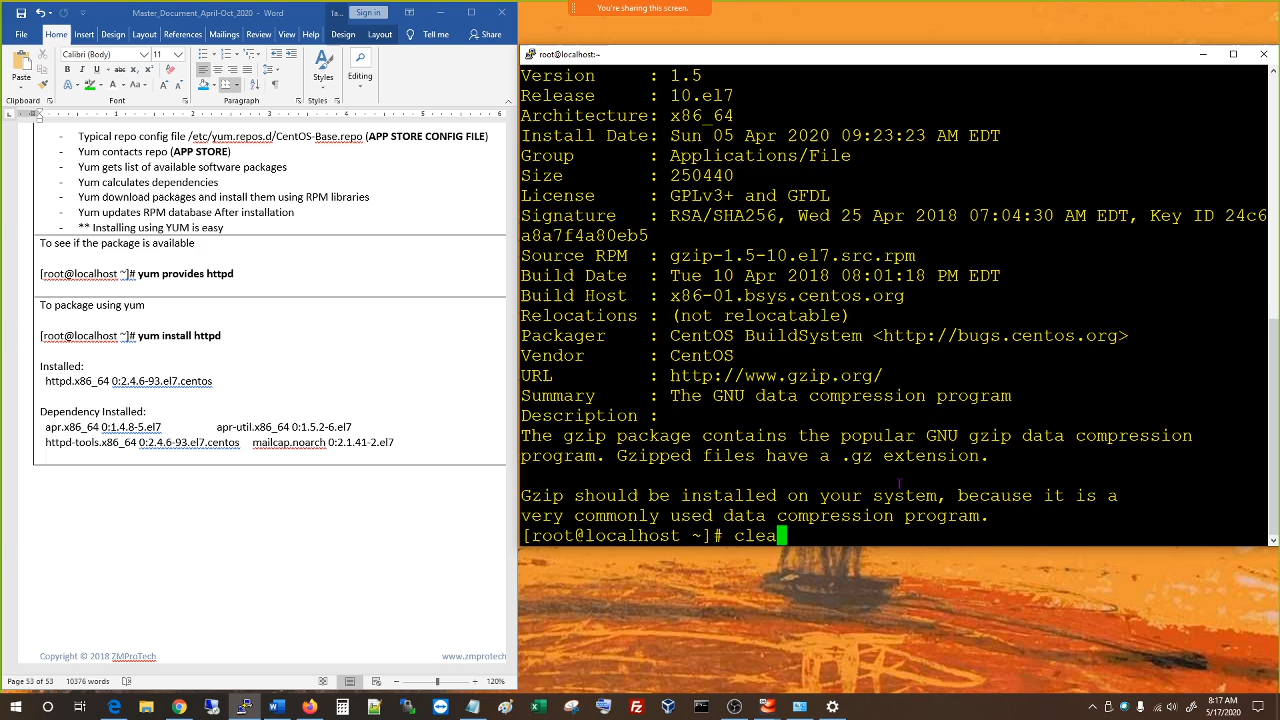 Master_Document_April-Oct_2020 - Word
Ta...
Sign in
You're sharing this screen.
File Home Insert Design Layout References Mailings Review View Help Design Layout Tell me Share
Calibri (Body) 11
Paste
Styles
Editing
Clipboard Font Paragraph Styles
root@localhost:~
- Typical repo config file /etc/yum.repos.d/CentOS-Base.repo (APP STORE CONFIG FILE)
- Yum contacts repo (APP STORE)
- Yum gets list of available software packages
- Yum calculates dependencies
- Yum download packages and install them using RPM libraries
- Yum updates RPM database After installation
- ** Installing using YUM is easy
To see if the package is available
[root@localhost ~]# yum provides httpd
To package using yum
[root@localhost ~]# yum install httpd
Installed:
httpd.x86_64 0:2.4.6-93.el7.centos
Dependency Installed:
apr.x86_64 0:1.4.8-5.el7 apr-util.x86_64 0:1.5.2-6.el7
httpd-tools.x86_64 0:2.4.6-93.el7.centos mailcap.noarch 0:2.1.41-2.el7
Copyright © 2018 ZMProTech www.zmprotech
Page 53 of 53 10376 words 120%
Version : 1.5
Release : 10.el7
Architecture: x86_64
Install Date: Sun 05 Apr 2020 09:23:23 AM EDT
Group : Applications/File
Size : 250440
License : GPLv3+ and GFDL
Signature : RSA/SHA256, Wed 25 Apr 2018 07:04:30 AM EDT, Key ID 24c6
a8a7f4a80eb5
Source RPM : gzip-1.5-10.el7.src.rpm
Build Date : Tue 10 Apr 2018 08:01:18 PM EDT
Build Host : x86-01.bsys.centos.org
Relocations : (not relocatable)
Packager : CentOS BuildSystem <http://bugs.centos.org>
Vendor : CentOS
URL : http://www.gzip.org/
Summary : The GNU data compression program
Description :
The gzip package contains the popular GNU gzip data compression
program. Gzipped files have a .gz extension.
Gzip should be installed on your system, because it is a
very commonly used data compression program.
[root@localhost ~]# clea
8:17 AM
5/17/2020